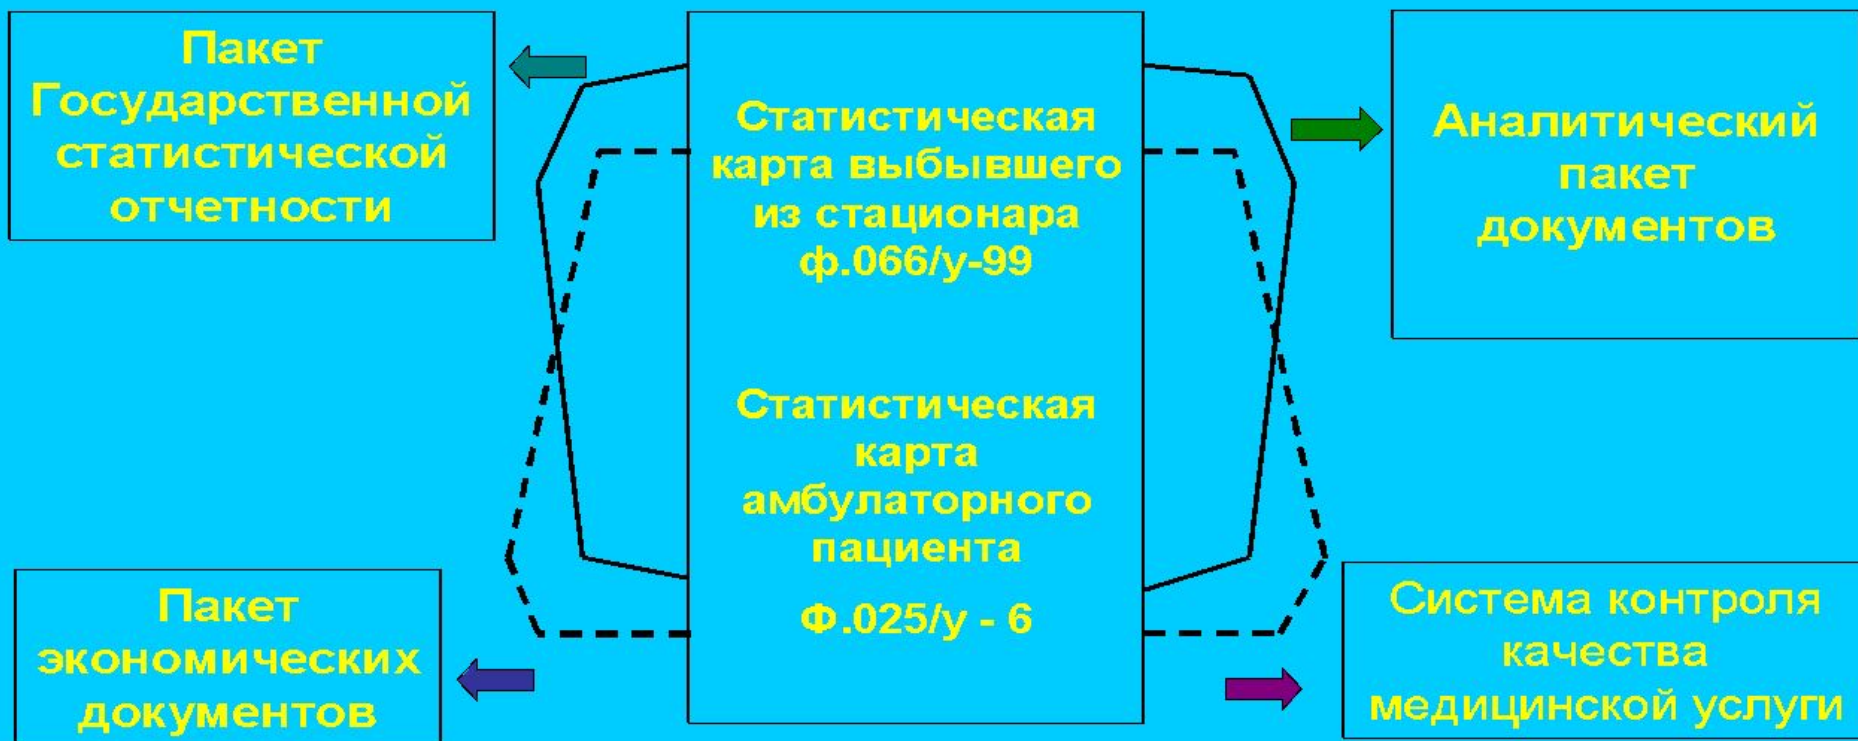 Пакет
Государственной
статистической
отчетности
Статистическая
карта выбывшего
из стационара
ф.066/у-99
Статистическая
карта
амбулаторного
пациента
Ф.025/у - 6
Аналитический
пакет
документов
Пакет
экономических
документов
Система контроля
качества
медицинской услуги